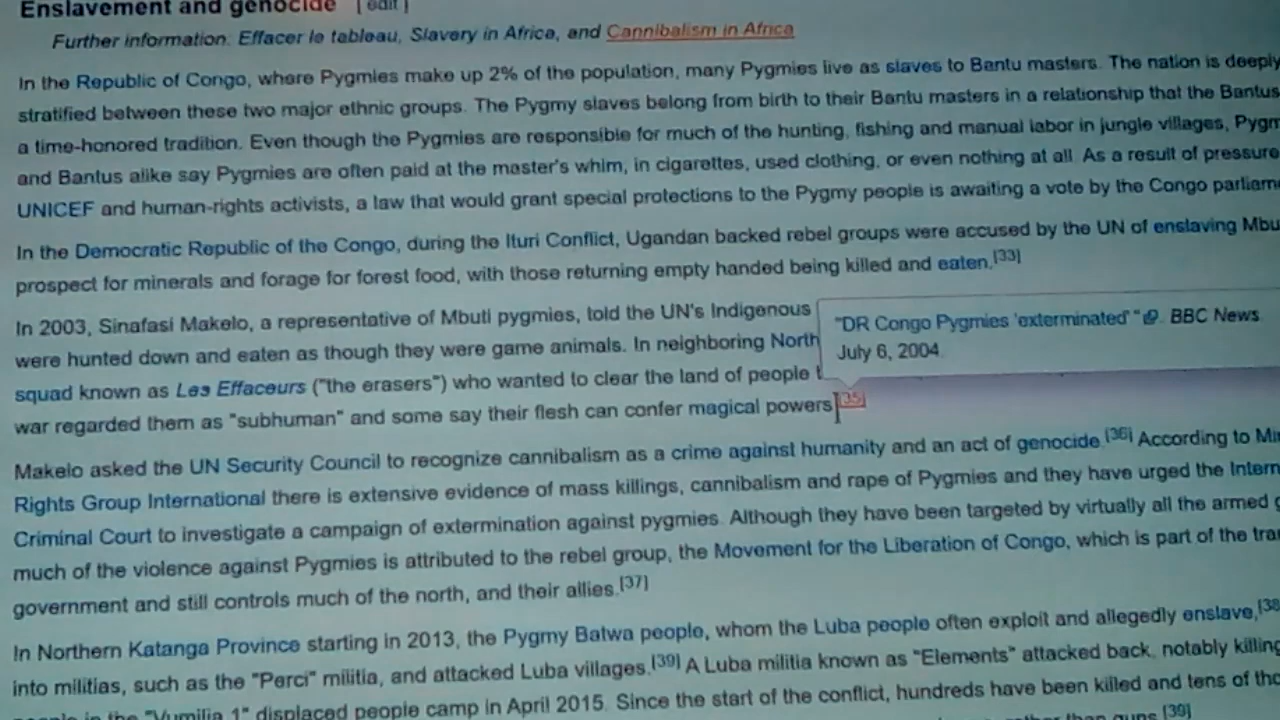 Enslavement and genocide [ edit ]
Further information: Effacer le tableau, Slavery in Africa, and Cannibalism in Africa
In the Republic of Congo, where Pygmies make up 2% of the population, many Pygmies live as slaves to Bantu masters. The nation is deeply
stratified between these two major ethnic groups. The Pygmy slaves belong from birth to their Bantu masters in a relationship that the Bantus
a time-honored tradition. Even though the Pygmies are responsible for much of the hunting, fishing and manual labor in jungle villages, Pygm
and Bantus alike say Pygmies are often paid at the master's whim, in cigarettes, used clothing, or even nothing at all. As a result of pressure
UNICEF and human-rights activists, a law that would grant special protections to the Pygmy people is awaiting a vote by the Congo parliam
In the Democratic Republic of the Congo, during the Ituri Conflict, Ugandan backed rebel groups were accused by the UN of enslaving Mbu
prospect for minerals and forage for forest food, with those returning empty handed being killed and eaten.[33]
In 2003, Sinafasi Makelo, a representative of Mbuti pygmies, told the UN's Indigenous
were hunted down and eaten as though they were game animals. In neighboring North
squad known as Les Effaceurs ("the erasers") who wanted to clear the land of people t
war regarded them as "subhuman" and some say their flesh can confer magical powers.[35]
"DR Congo Pygmies 'exterminated' ". BBC News.
July 6, 2004.
Makelo asked the UN Security Council to recognize cannibalism as a crime against humanity and an act of genocide.[36] According to Min
Rights Group International there is extensive evidence of mass killings, cannibalism and rape of Pygmies and they have urged the Intern
Criminal Court to investigate a campaign of extermination against pygmies. Although they have been targeted by virtually all the armed g
much of the violence against Pygmies is attributed to the rebel group, the Movement for the Liberation of Congo, which is part of the tran
government and still controls much of the north, and their allies.[37]
In Northern Katanga Province starting in 2013, the Pygmy Batwa people, whom the Luba people often exploit and allegedly enslave,[38
into militias, such as the "Perci" militia, and attacked Luba villages.[39] A Luba militia known as "Elements" attacked back, notably killing
people in the "Vumilia 1" displaced people camp in April 2015. Since the start of the conflict, hundreds have been killed and tens of tho
rather than guns.[39]